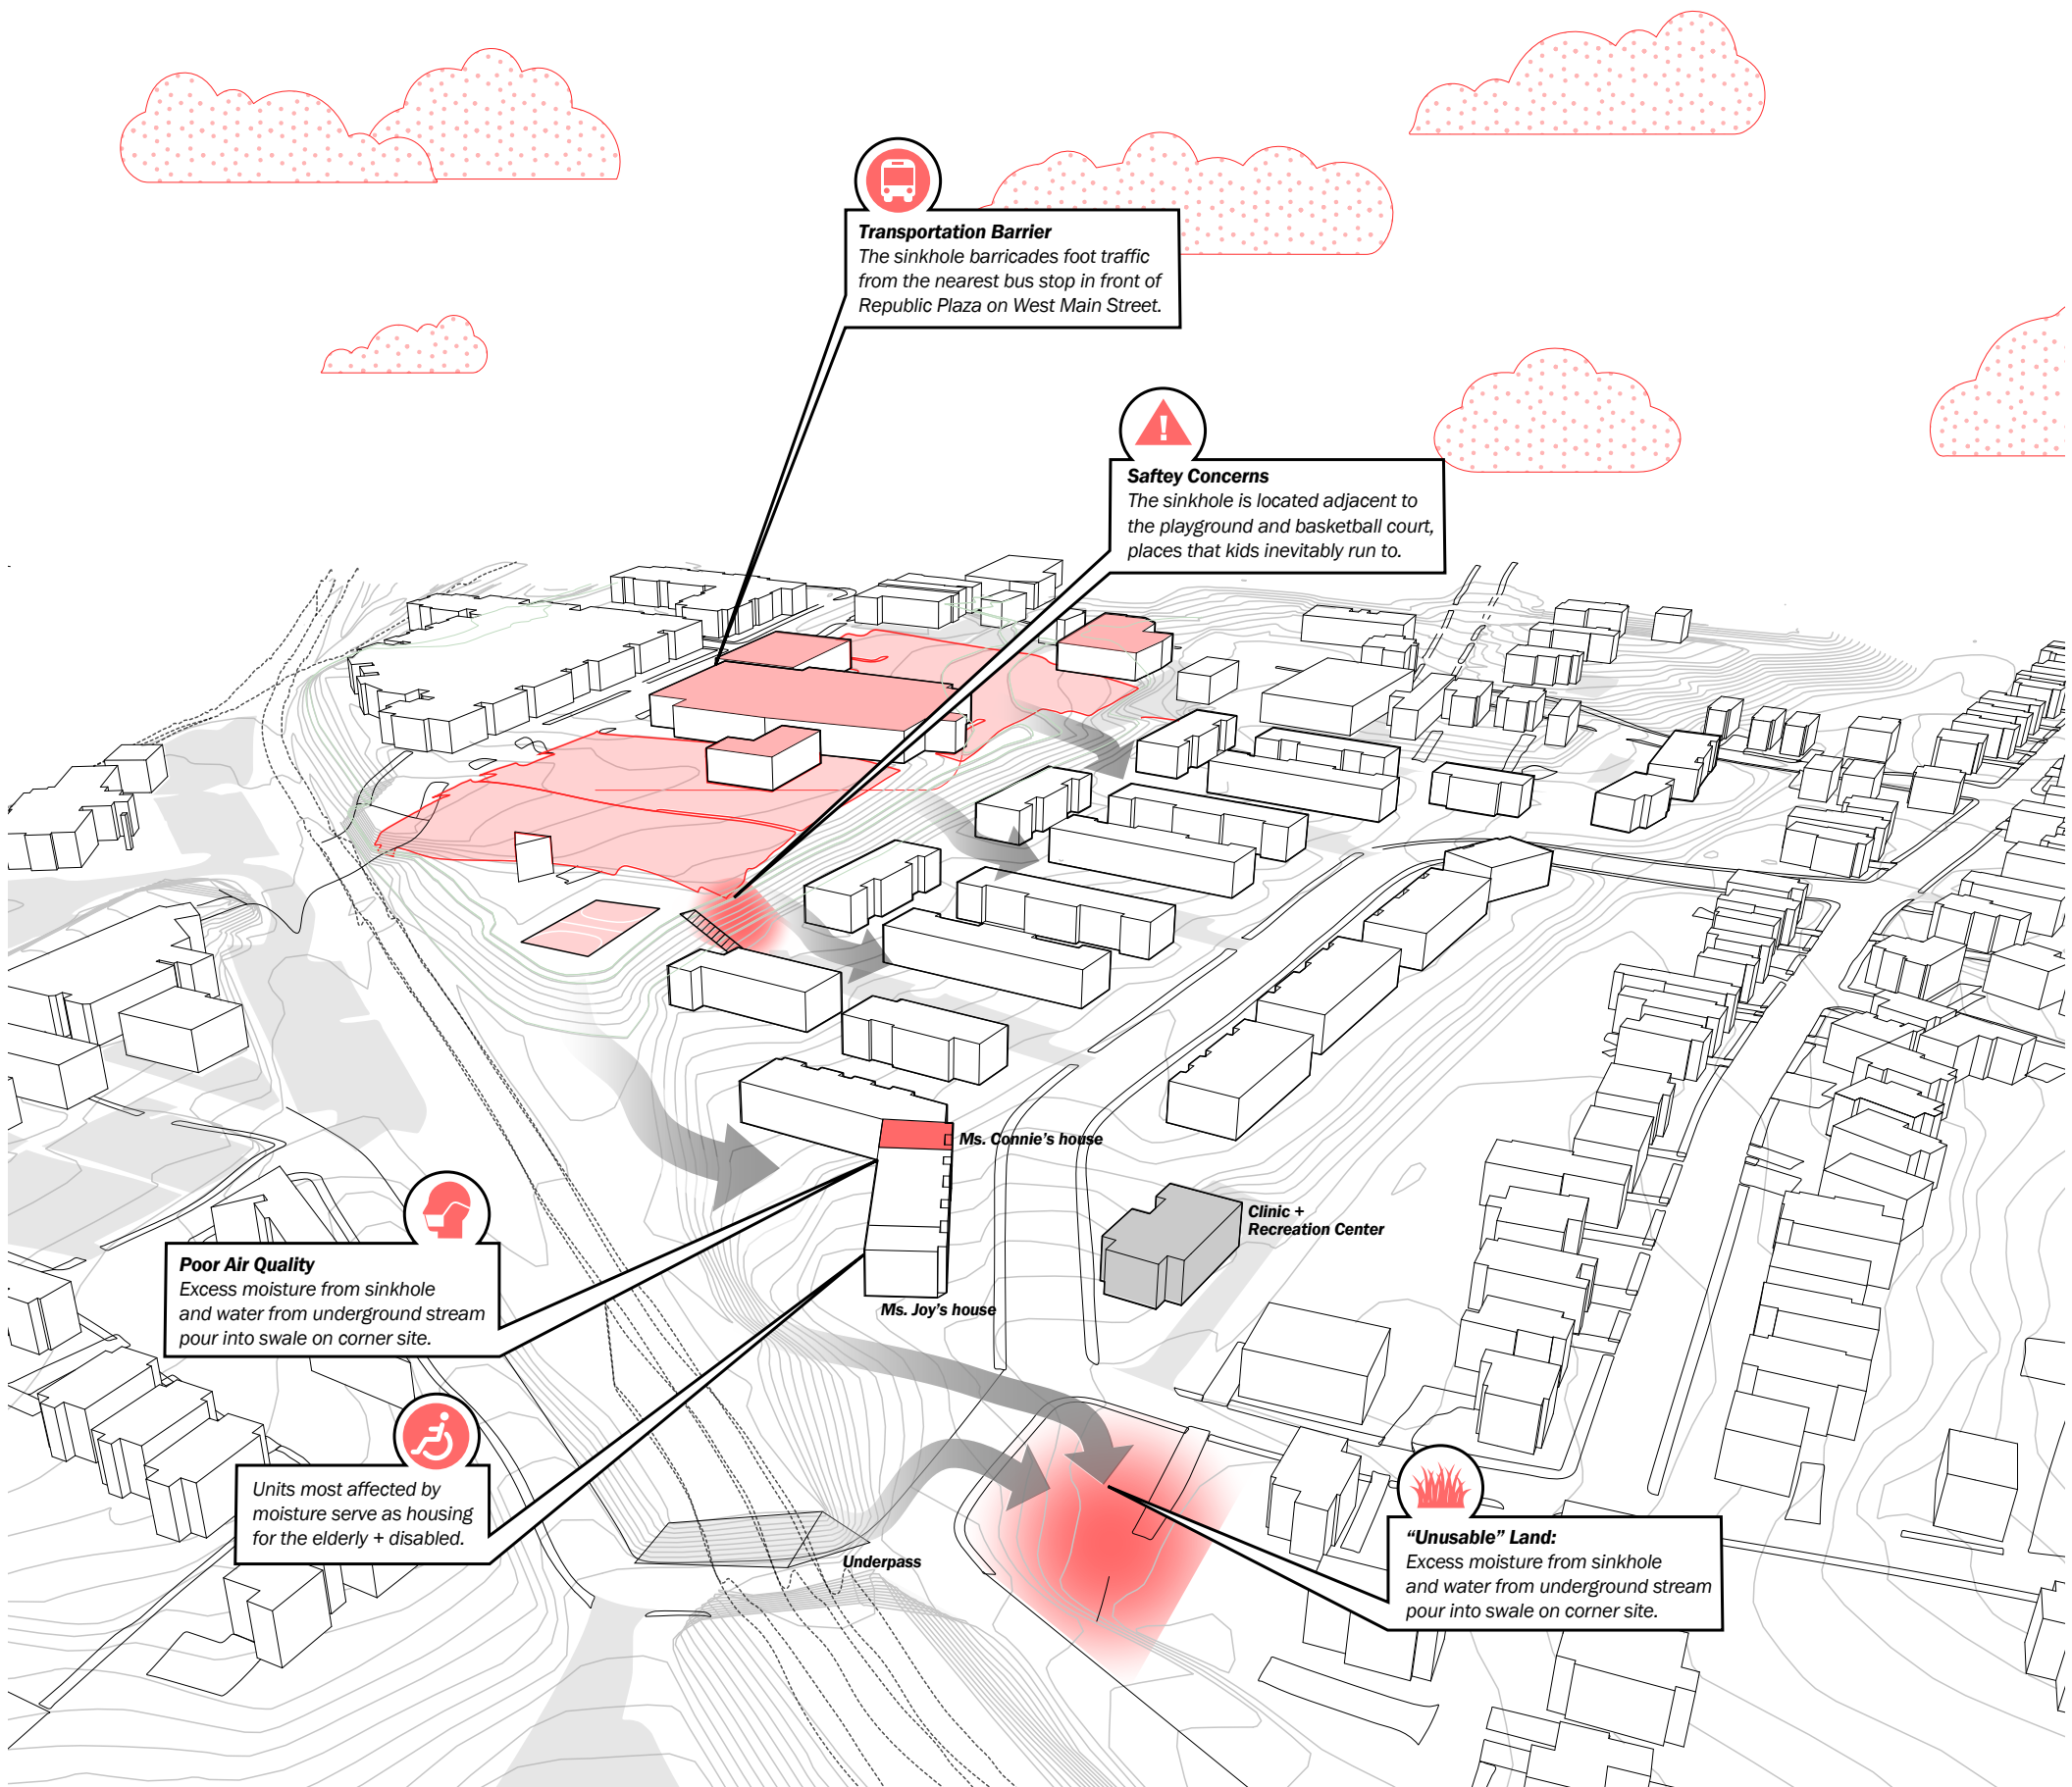 Transportation Barrier
The sinkhole barricades foot traffic
from the nearest bus stop in front of
Republic Plaza on West Main Street.
Saftey Concerns
The sinkhole is located adjacent to
the playground and basketball court,
places that kids inevitably run to.
Ms. Connie's house
Clinic +
Recreation Center
Poor Air Quality
Excess moisture from sinkhole
and water from underground stream
pour into swale on corner site.
Ms. Joy's house
Units most affected by
moisture serve as housing
for the elderly + disabled.
Underpass
“Unusable” Land:
Excess moisture from sinkhole
and water from underground stream
pour into swale on corner site.